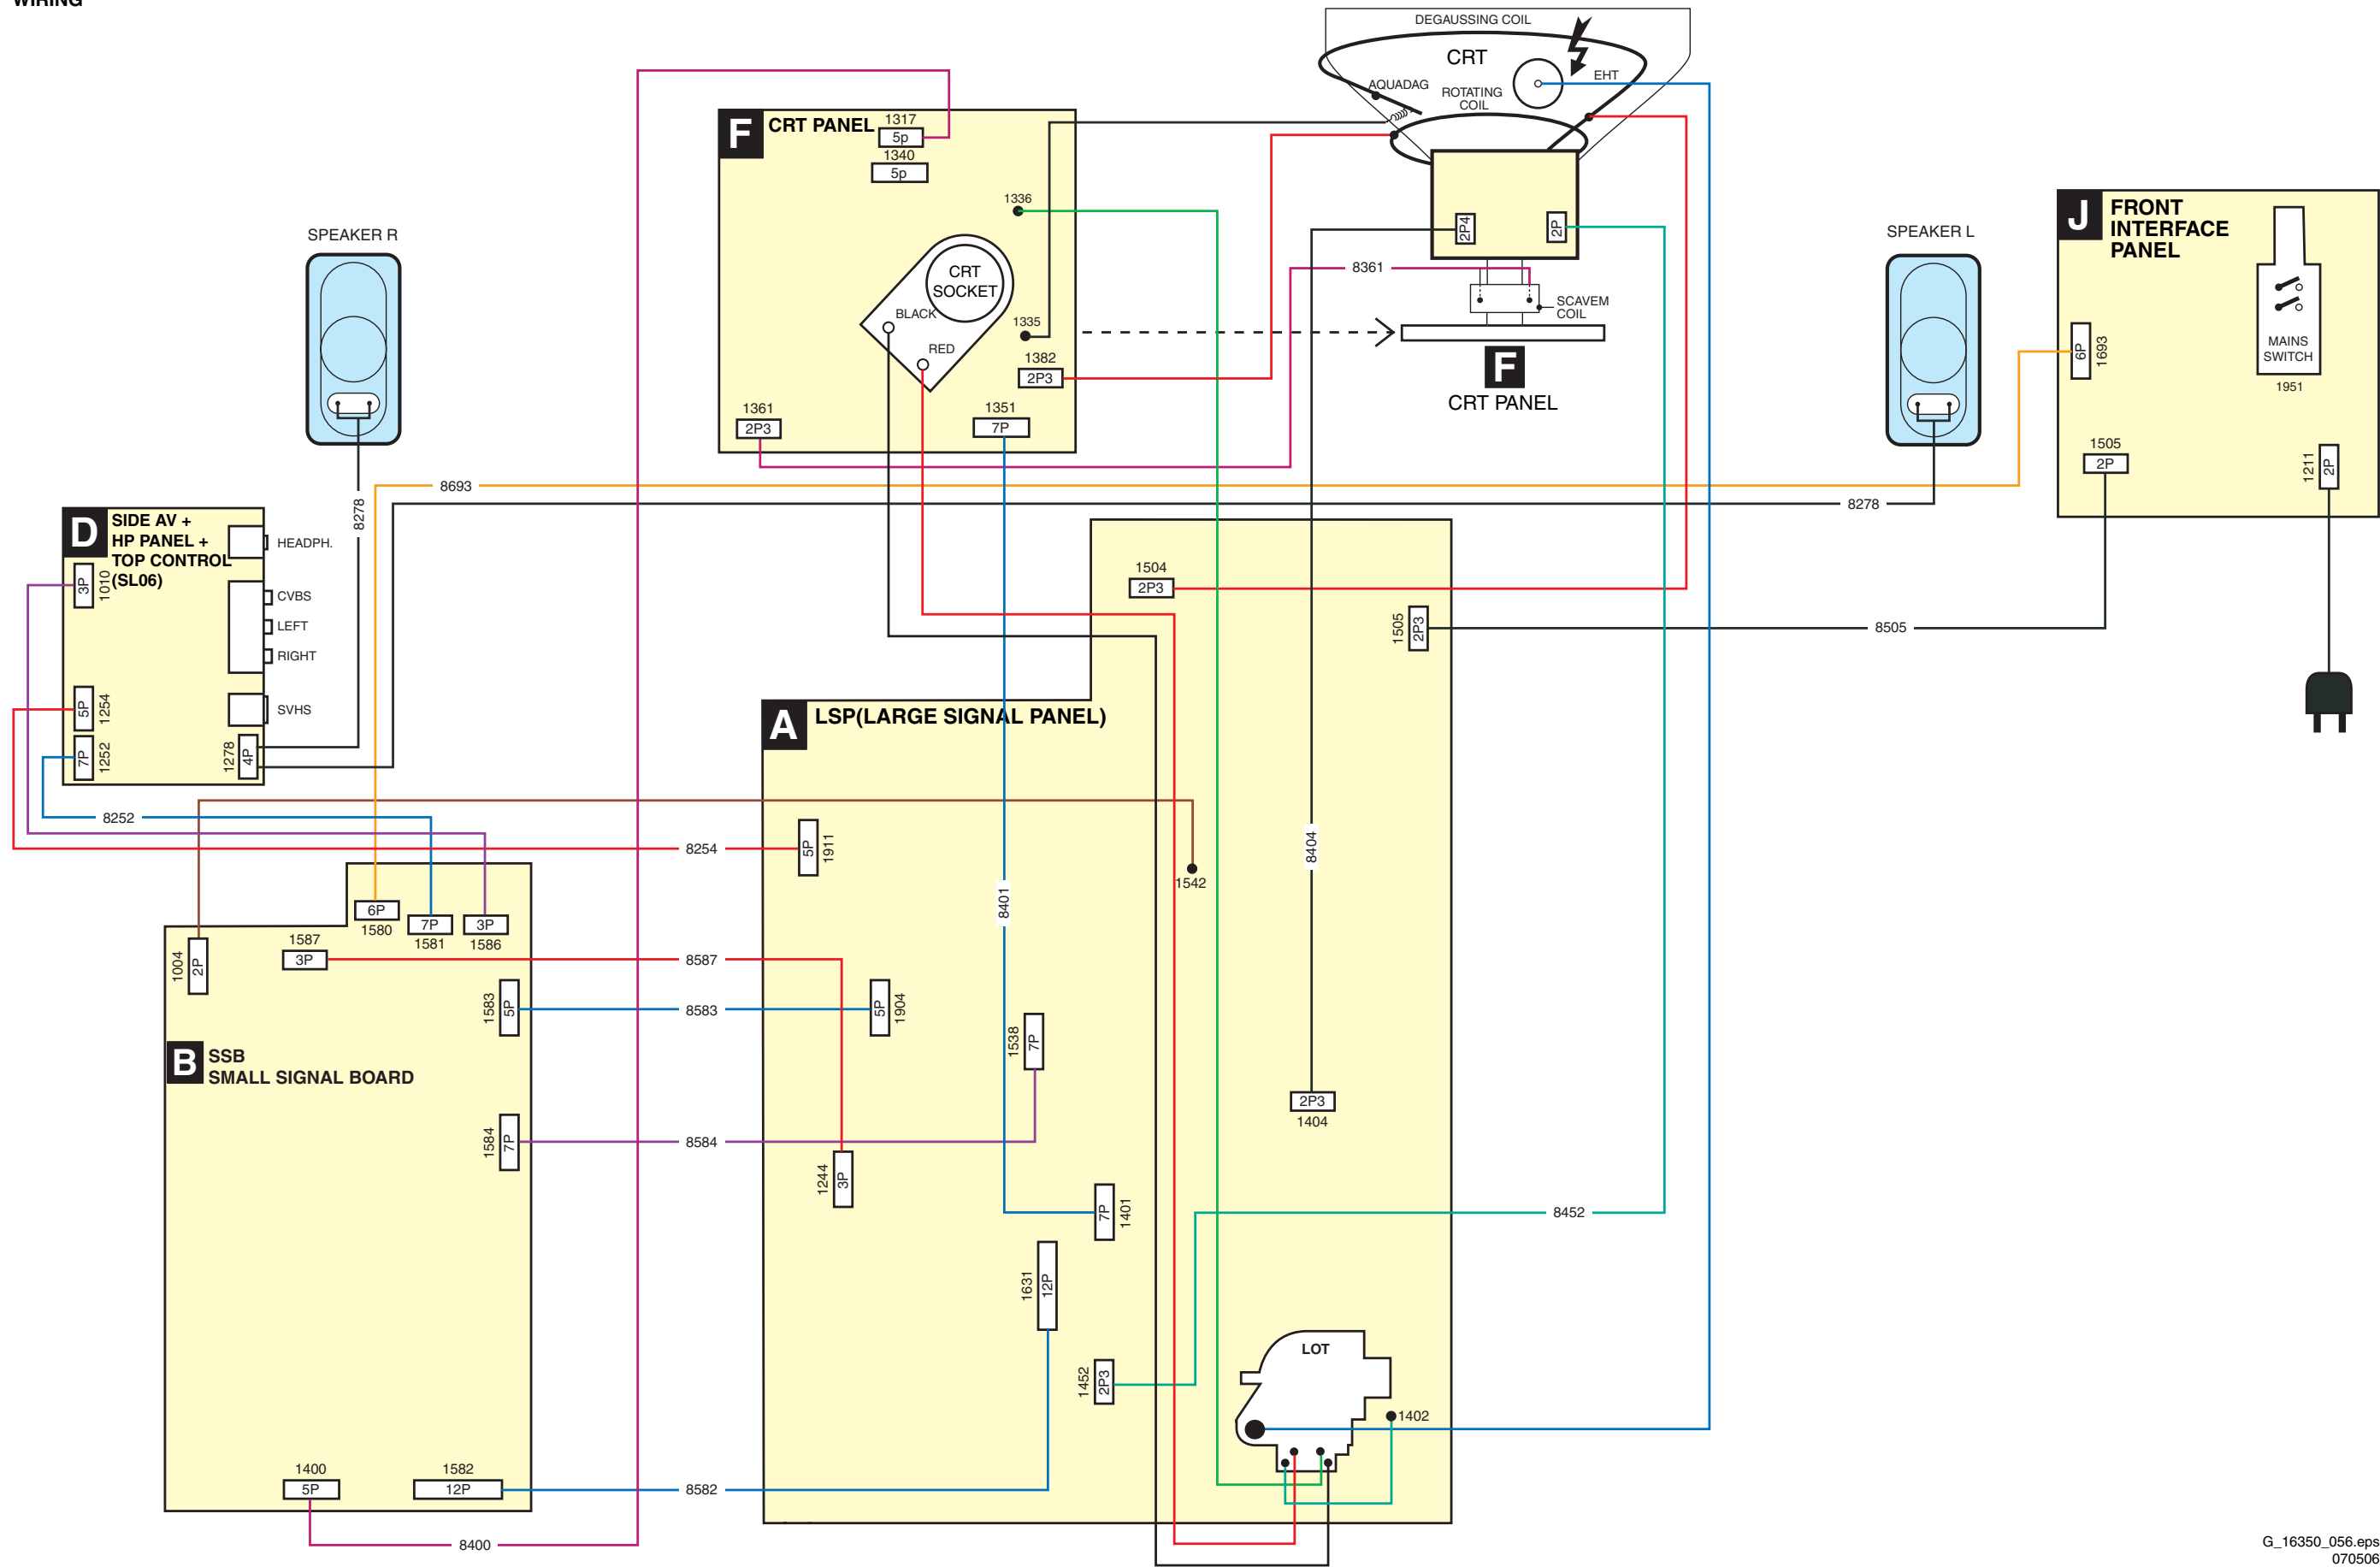 WIRING
DEGAUSSING COIL
CRT
EHT
AQUADAG
ROTATING
COIL
F
CRT PANEL
1317
5p
1340
5p
1336
CRT
SOCKET
BLACK
RED
1335
1382
2P3
1361
2P3
1351
7P
2P4
2P
8361
SCAVEM
COIL
F
CRT PANEL
SPEAKER R
SPEAKER L
J
FRONT
INTERFACE
PANEL
6P
1693
MAINS
SWITCH
1951
1505
2P
1211
2P
8693
8278
8278
D
SIDE AV +
HP PANEL +
TOP CONTROL
(SL06)
HEADPH.
3P
1010
CVBS
LEFT
RIGHT
5P
1254
SVHS
7P
1252
1278
4P
1504
2P3
1505
2P3
8505
A
LSP(LARGE SIGNAL PANEL)
8252
8254
5P
1911
1542
8404
8401
6P
1580
7P
1581
3P
1586
1004
2P
1587
3P
8587
1583
5P
8583
5P
1904
1538
7P
B
SSB
SMALL SIGNAL BOARD
1584
7P
8584
1244
3P
2P3
1404
7P
1401
8452
1631
12P
1452
2P3
LOT
1402
1400
5P
1582
12P
8582
8400
G_16350_056.eps
070506